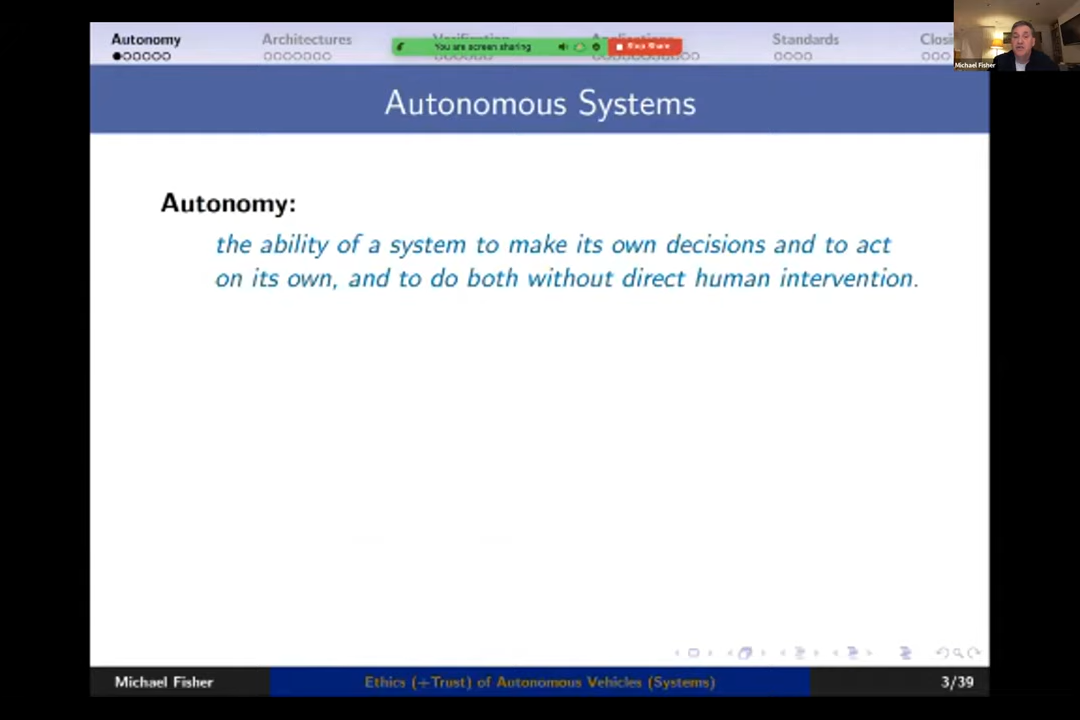 Autonomy Architectures Verification Applications Standards Closi
You are screen sharing Stop Share
Michael Fisher
Autonomous Systems
Autonomy:
the ability of a system to make its own decisions and to act
on its own, and to do both without direct human intervention.
Michael Fisher Ethics (+Trust) of Autonomous Vehicles (Systems) 3/39